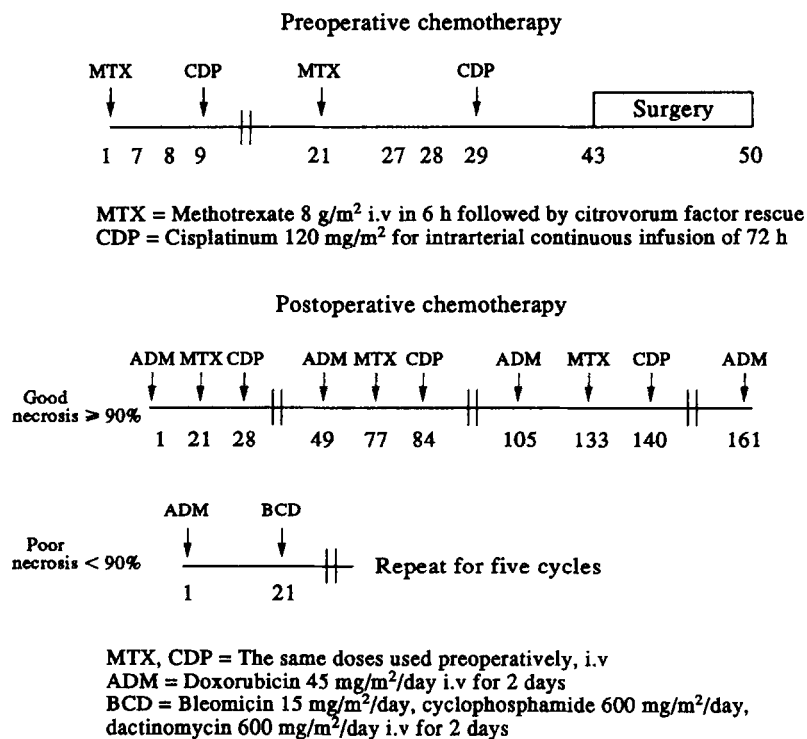 Preoperative chemotherapy
MTX CDP MTX CDP
Surgery
1 7 8 9 21 27 28 29 43 50
MTX = Methotrexate 8 g/m² i.v in 6 h followed by citrovorum factor rescue
CDP = Cisplatinum 120 mg/m² for intrarterial continuous infusion of 72 h
Postoperative chemotherapy
ADM MTX CDP ADM MTX CDP ADM MTX CDP ADM
Good
necrosis ⩾ 90%
1 21 28 49 77 84 105 133 140 161
ADM BCD
Poor
necrosis < 90%
Repeat for five cycles
1 21
MTX, CDP = The same doses used preoperatively, i.v
ADM = Doxorubicin 45 mg/m²/day i.v for 2 days
BCD = Bleomicin 15 mg/m²/day, cyclophosphamide 600 mg/m²/day,
dactinomycin 600 mg/m²/day i.v for 2 days